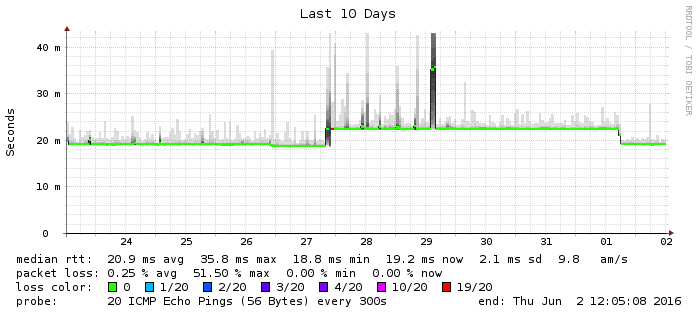 Last 10 Days
RRDTOOL / TOBI OETIKER
Seconds
40 m
30 m
20 m
10 m
0
24 25 26 27 28 29 30 31 01 02
median rtt: 20.9 ms avg 35.8 ms max 18.8 ms min 19.2 ms now 2.1 ms sd 9.8 am/s
packet loss: 0.25 % avg 51.50 % max 0.00 % min 0.00 % now
loss color: 0 1/20 2/20 3/20 4/20 10/20 19/20
probe: 20 ICMP Echo Pings (56 Bytes) every 300s end: Thu Jun 2 12:05:08 2016